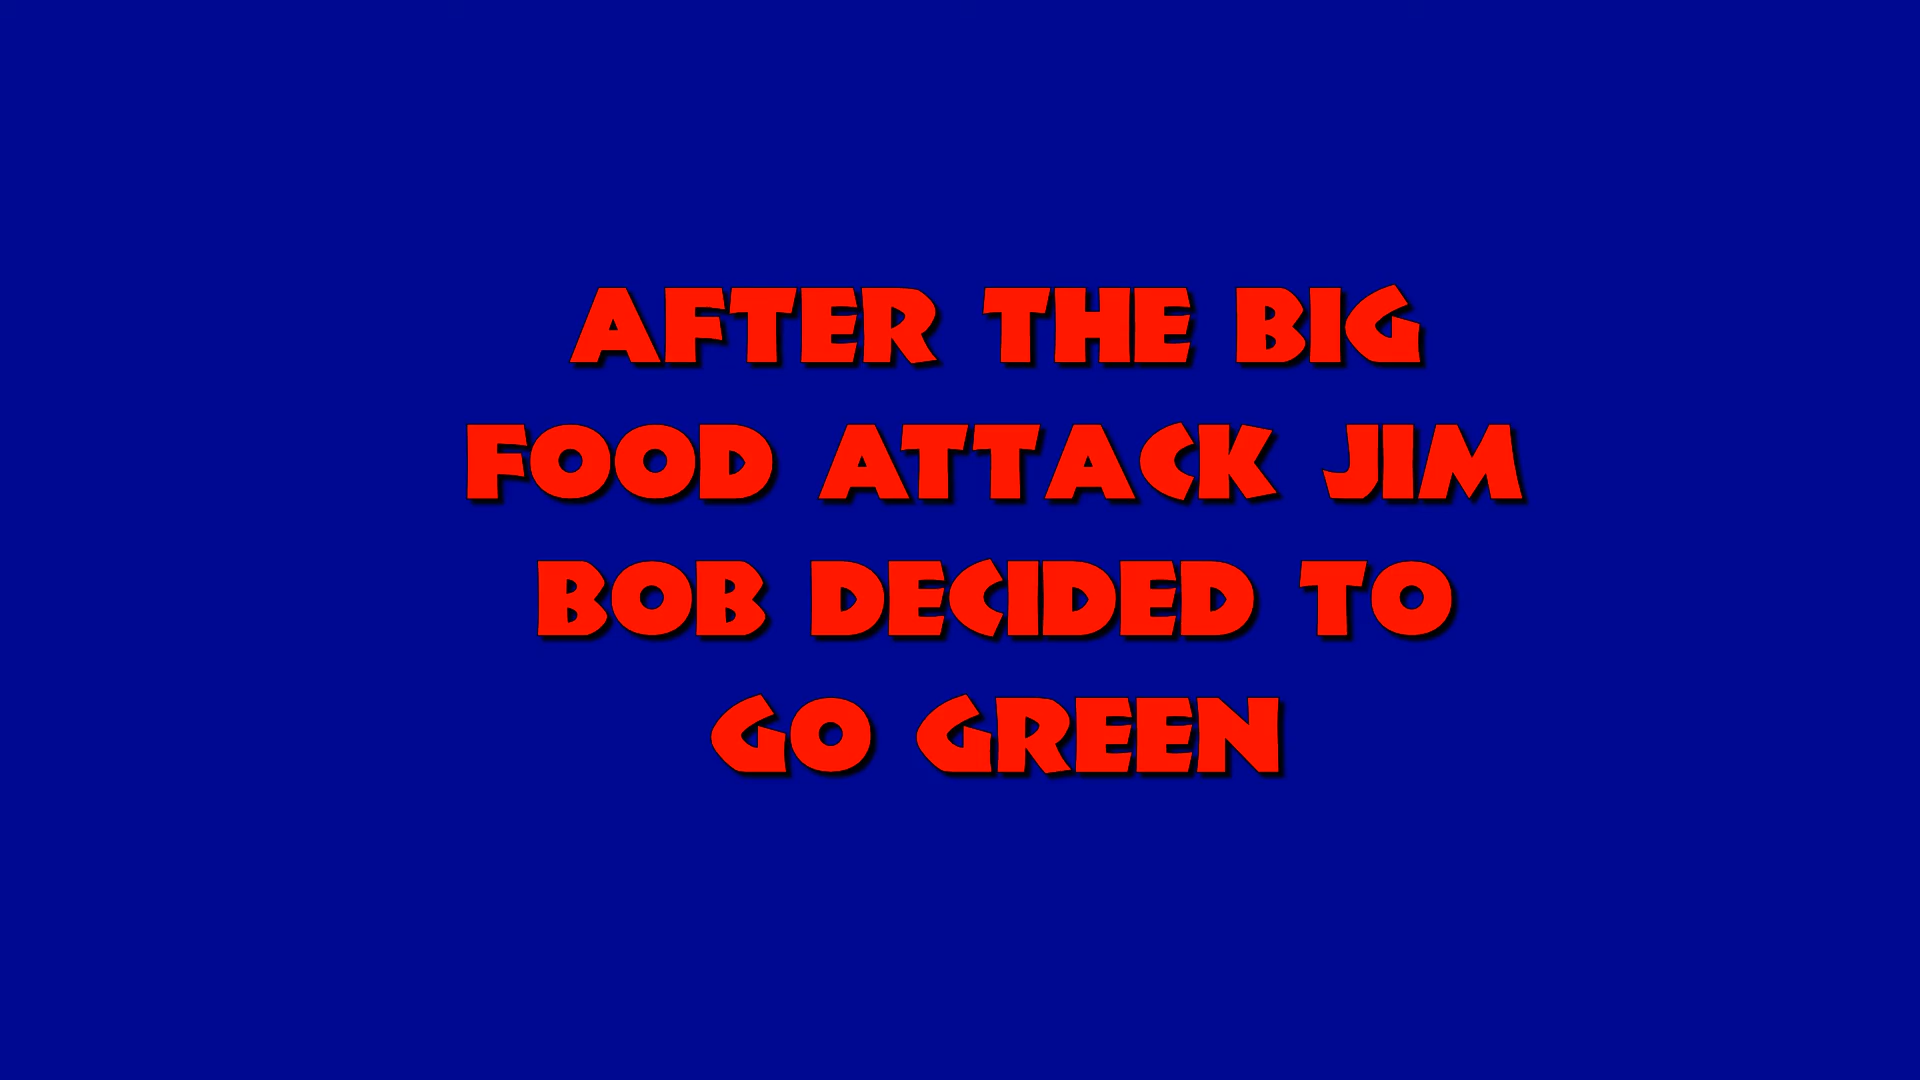 AFTER THE BIG
FOOD ATTACK JIM
BOB DECIDED TO
GO GREEN